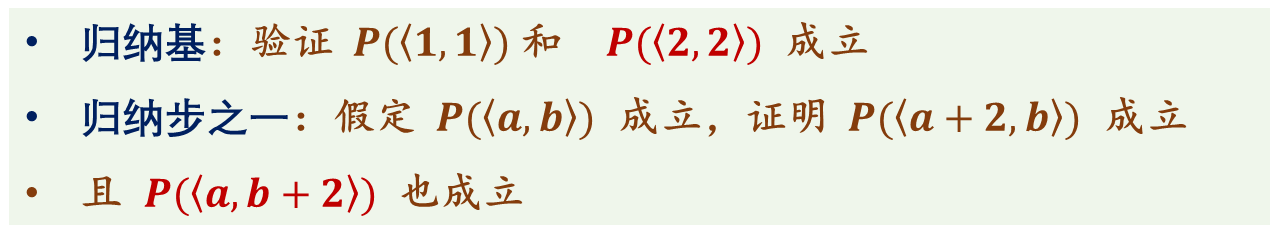 • 归纳基：验证 P(⟨1,1⟩) 和 P(⟨2,2⟩) 成立
• 归纳步之一：假定 P(⟨a,b⟩) 成立，证明 P(⟨a + 2,b⟩) 成立
• 且 P(⟨a,b + 2⟩) 也成立